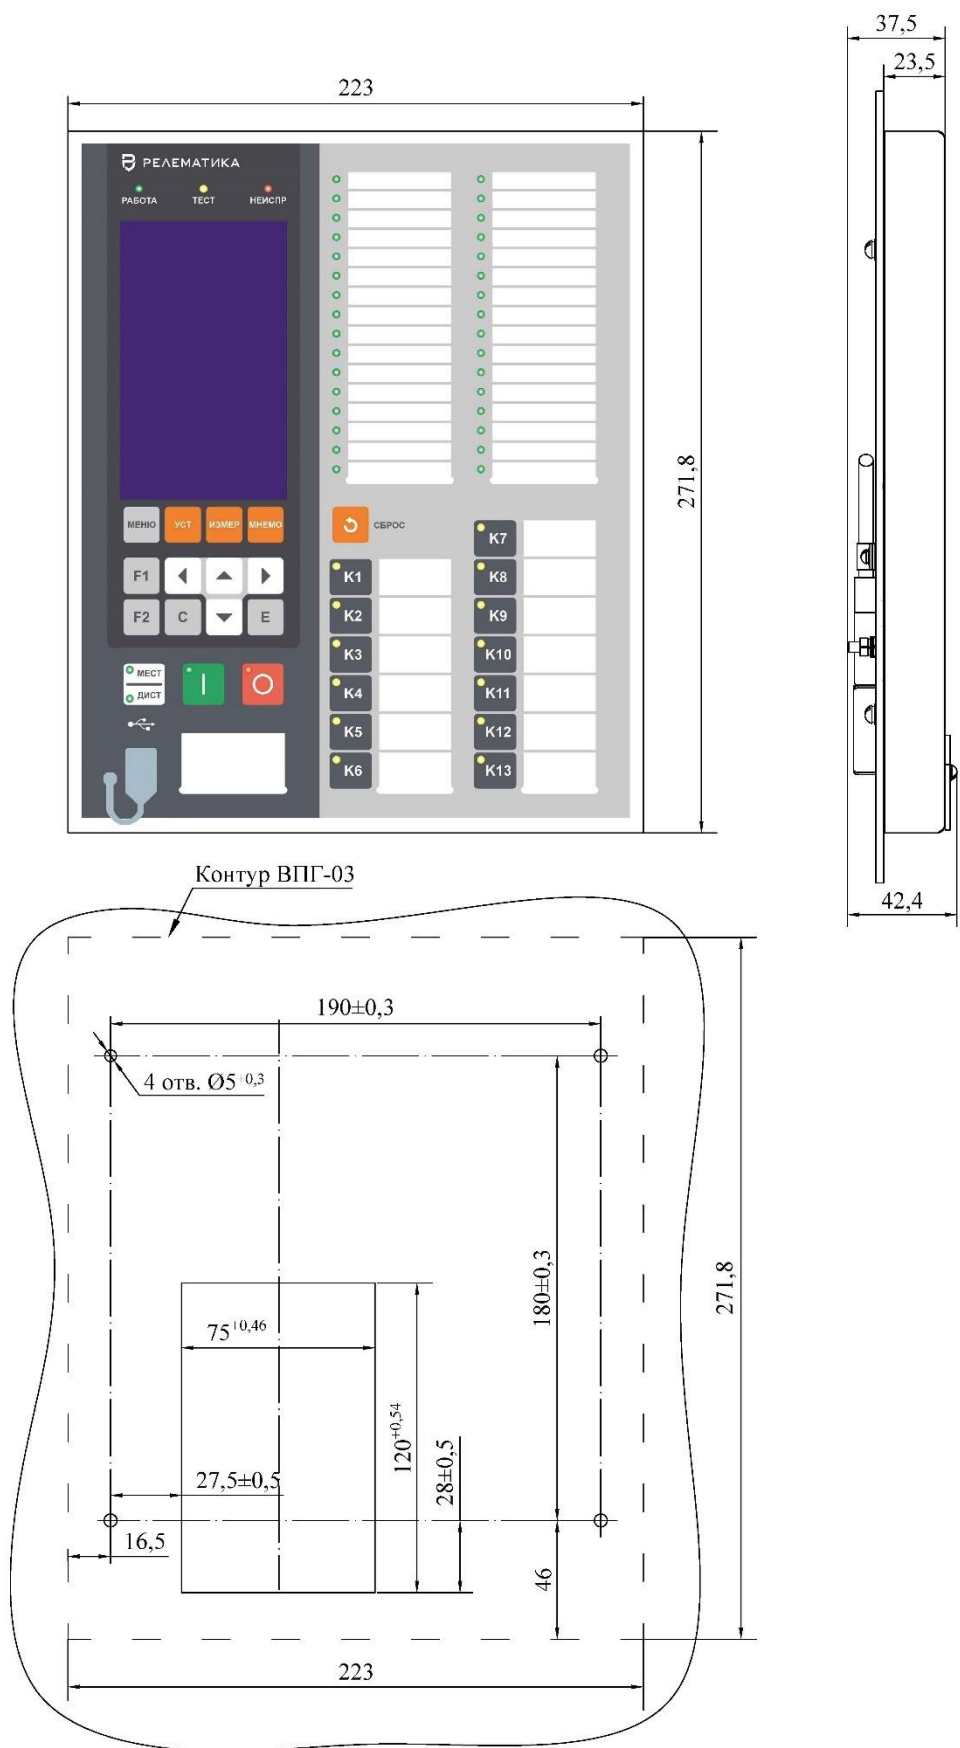 37,5
23,5
223
РЕЛЕМАТИКА
РАБОТА ТЕСТ НЕИСПР
271,8
МЕНЮ УСТ ИЗМЕР МНЕМО
СБРОС
K7
F1
K1 K8
F2 C E
K2 K9
K3 K10
МЕСТ
ДИСТ
K4 K11
K5 K12
K6 K13
42,4
Контур ВПГ-03
190±0,3
4 отв. Ø5+0,3
180±0,3
271,8
75+0,46
120+0,54
28±0,5
27,5±0,5
16,5
46
223